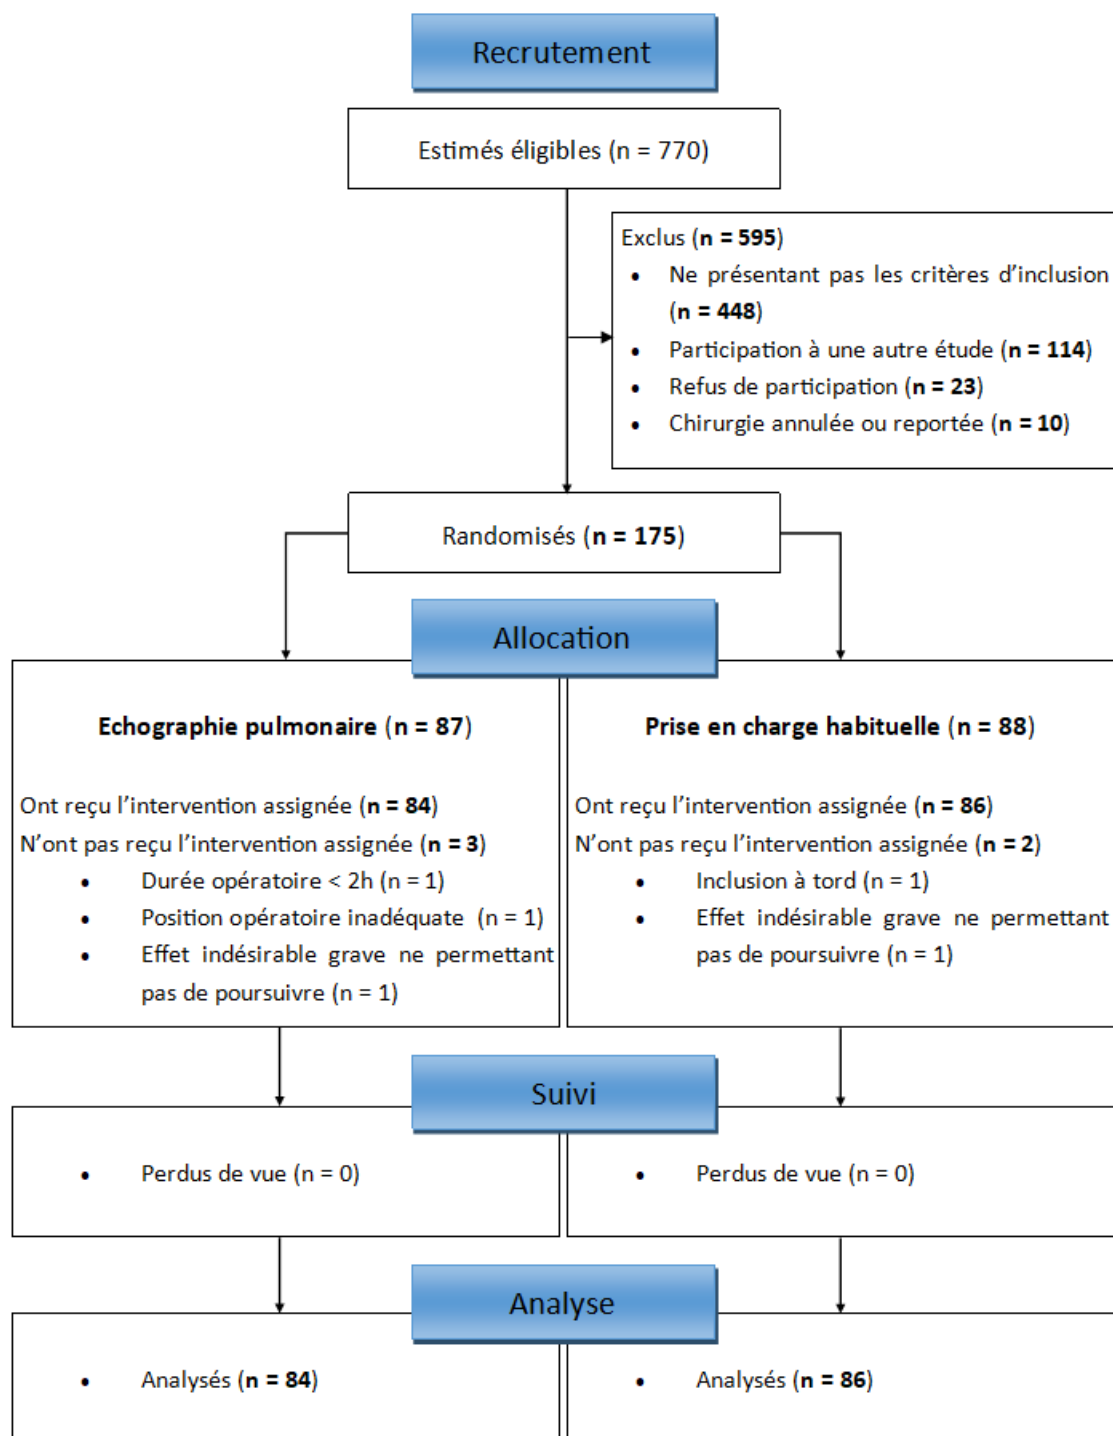 Recrutement
Estimés éligibles (n = 770)
Exclus (n = 595)
• Ne présentant pas les critères d’inclusion
(n = 448)
• Participation à une autre étude (n = 114)
• Refus de participation (n = 23)
• Chirurgie annulée ou reportée (n = 10)
Randomisés (n = 175)
Allocation
Echographie pulmonaire (n = 87)
Ont reçu l’intervention assignée (n = 84)
N’ont pas reçu l’intervention assignée (n = 3)
• Durée opératoire < 2h (n = 1)
• Position opératoire inadéquate (n = 1)
• Effet indésirable grave ne permettant
pas de poursuivre (n = 1)
Prise en charge habituelle (n = 88)
Ont reçu l’intervention assignée (n = 86)
N’ont pas reçu l’intervention assignée (n = 2)
• Inclusion à tord (n = 1)
• Effet indésirable grave ne permettant
pas de poursuivre (n = 1)
Suivi
• Perdus de vue (n = 0)
• Perdus de vue (n = 0)
Analyse
• Analysés (n = 84)
• Analysés (n = 86)